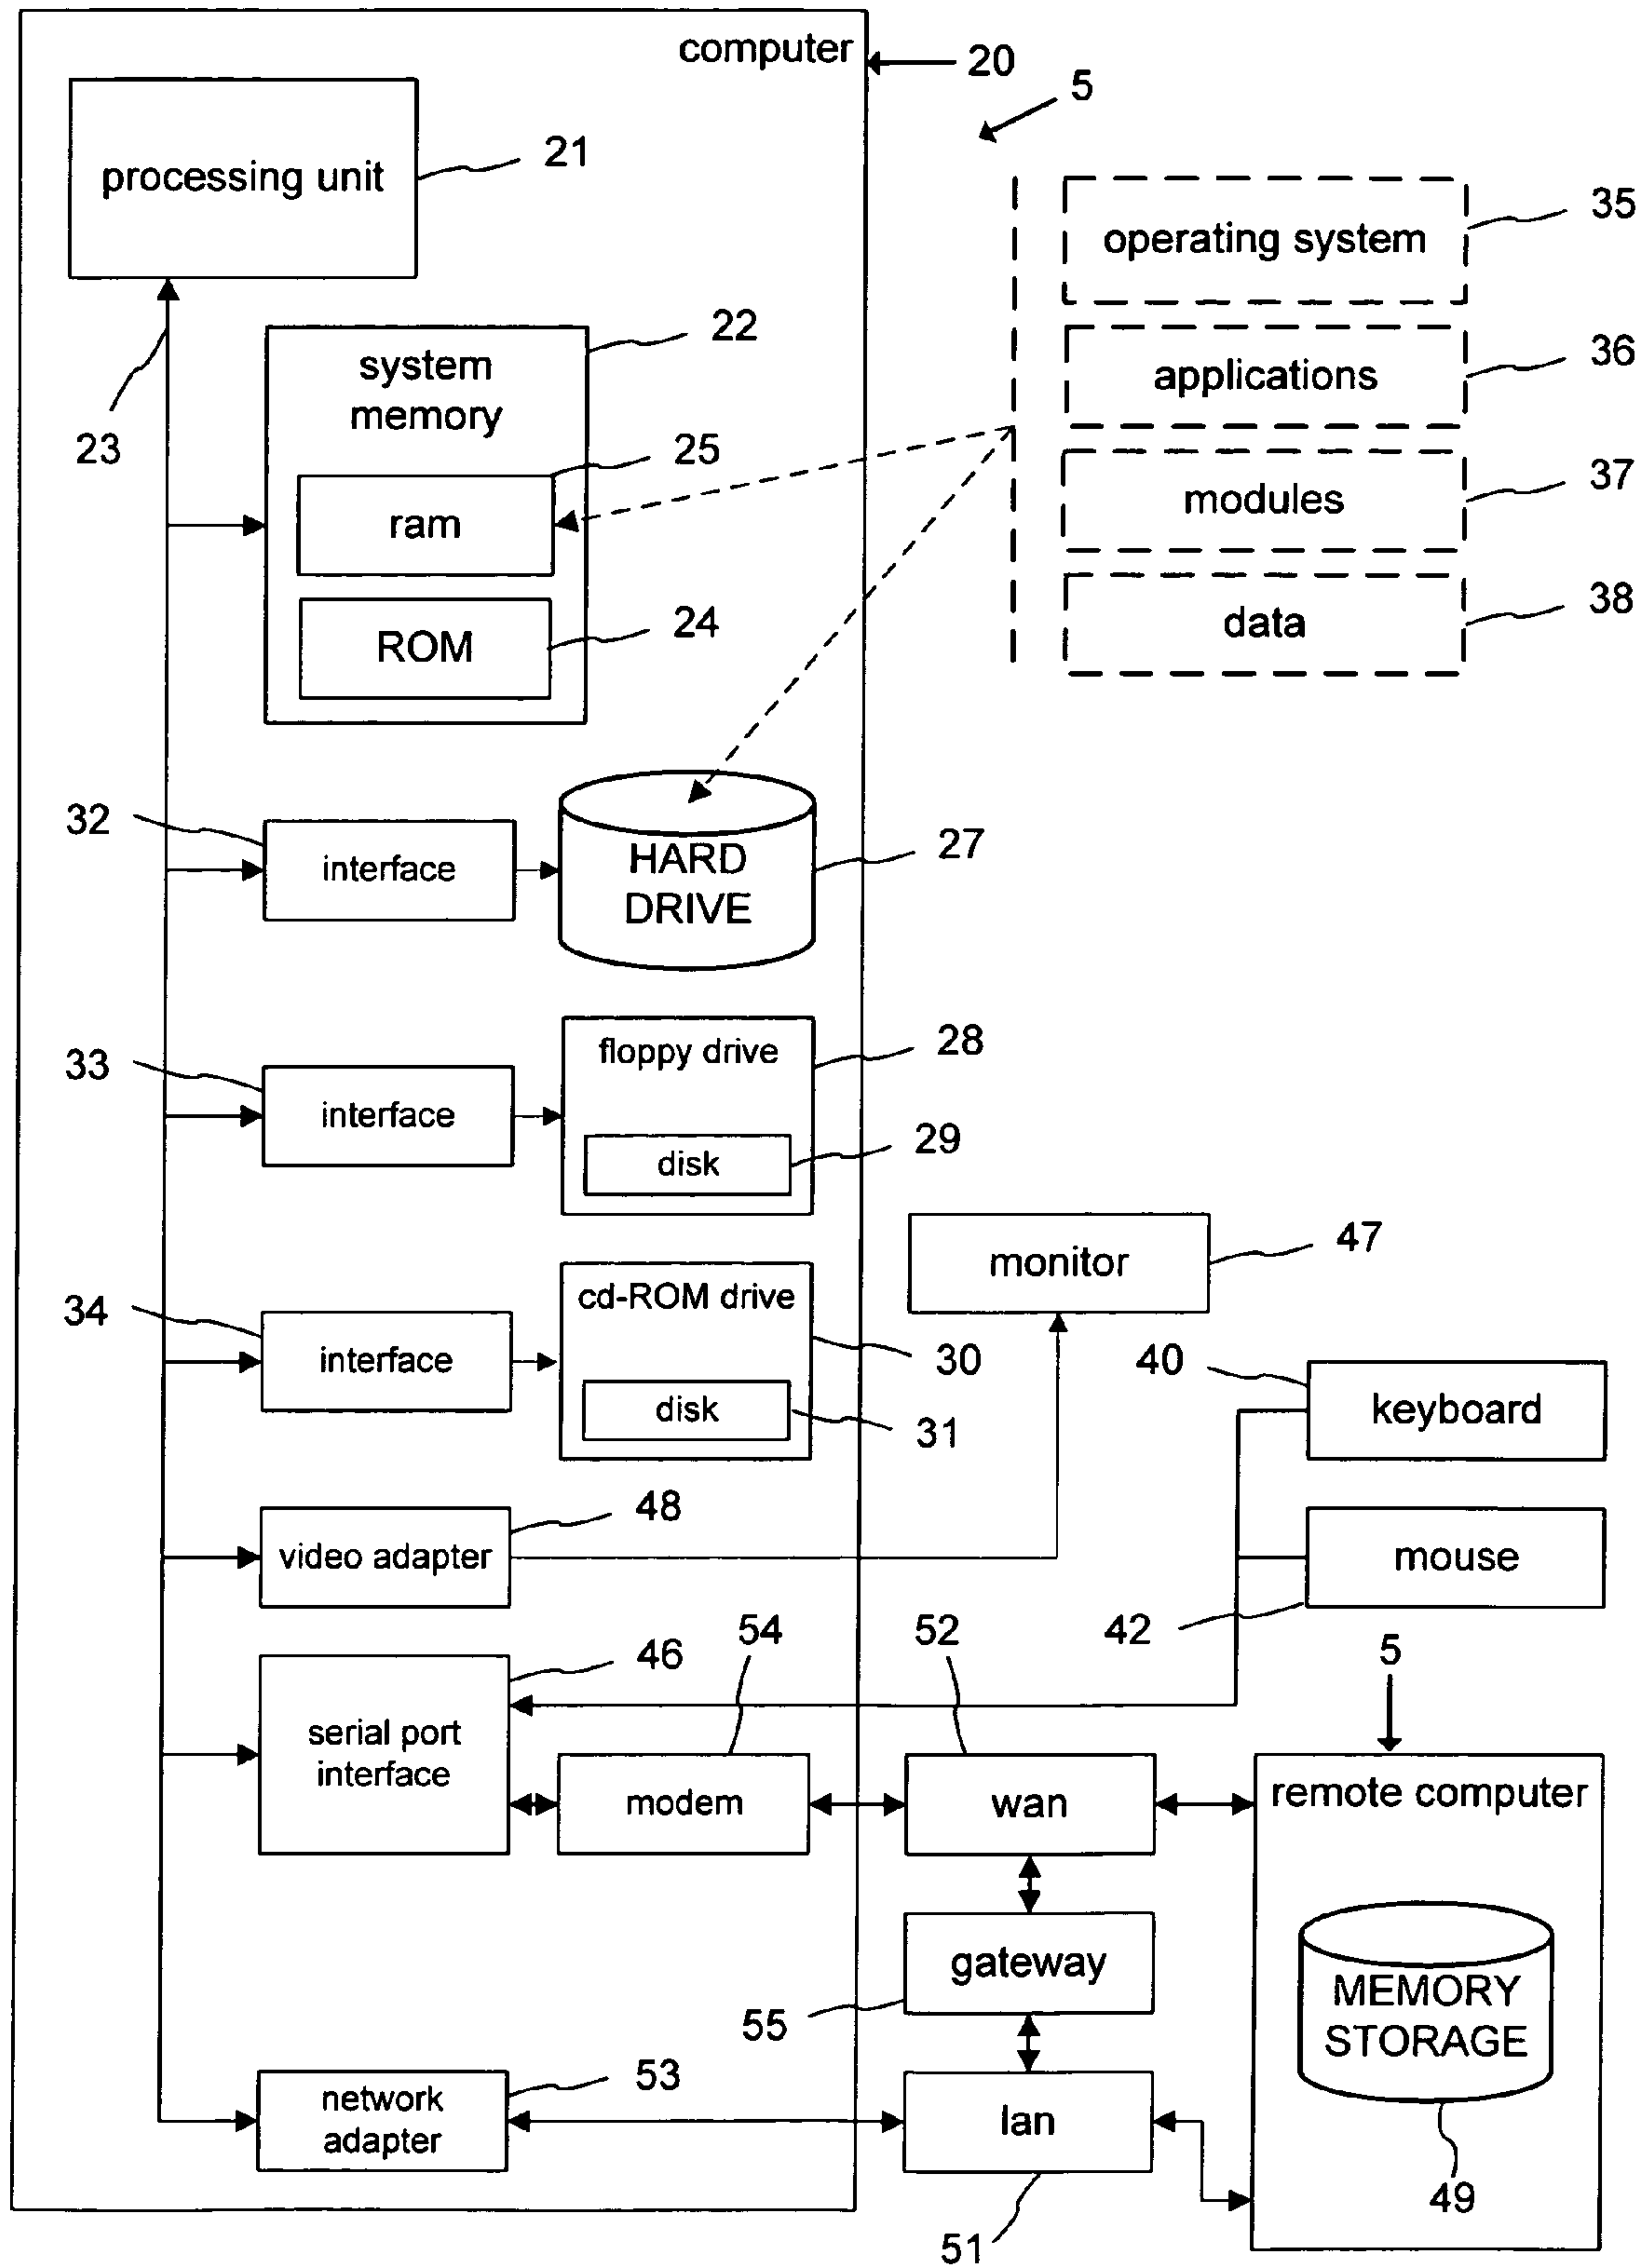 computer
20
5
processing unit
21
operating system
35
22
system
memory
applications
36
23
25
ram
modules
37
24
ROM
data
38
32
interface
HARD
DRIVE
27
33
interface
floppy drive
28
disk
29
monitor
47
34
interface
cd-ROM drive
30
disk
31
40
keyboard
48
video adapter
mouse
42
46
54
52
5
serial port
interface
modem
wan
remote computer
gateway
55
MEMORY
STORAGE
53
network
adapter
lan
49
51